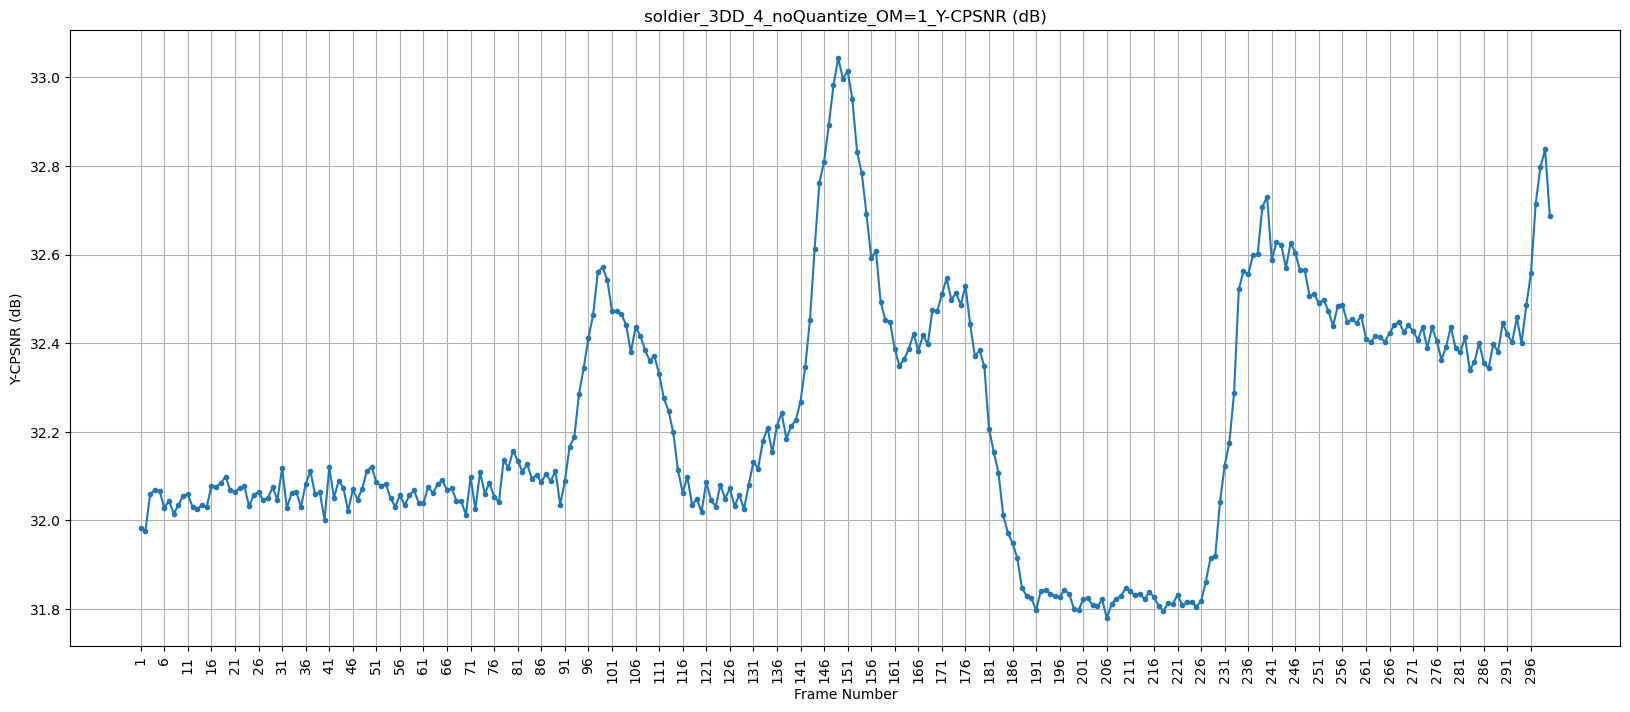 soldier_3DD_4_noQuantize_OM=1_Y-CPSNR (dB)
Y-CPSNR (dB)
33.0
32.8
32.6
32.4
32.2
32.0
31.8
1 6 11 16 21 26 31 36 41 46 51 56 61 66 71 76 81 86 91 96 101 106 111 116 121 126 131 136 141 146 151 156 161 166 171 176 181 186 191 196 201 206 211 216 221 226 231 236 241 246 251 256 261 266 271 276 281 286 291 296
Frame Number